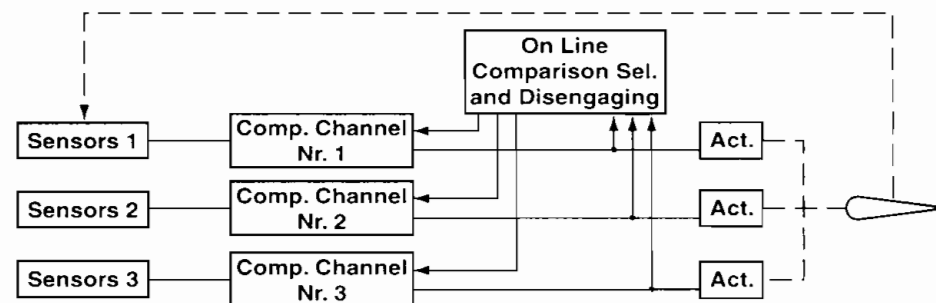 On Line
Comparison Sel.
and Disengaging
Sensors 1
Comp. Channel
Nr. 1
Act.
Sensors 2
Comp. Channel
Nr. 2
Act.
Sensors 3
Comp. Channel
Nr. 3
Act.